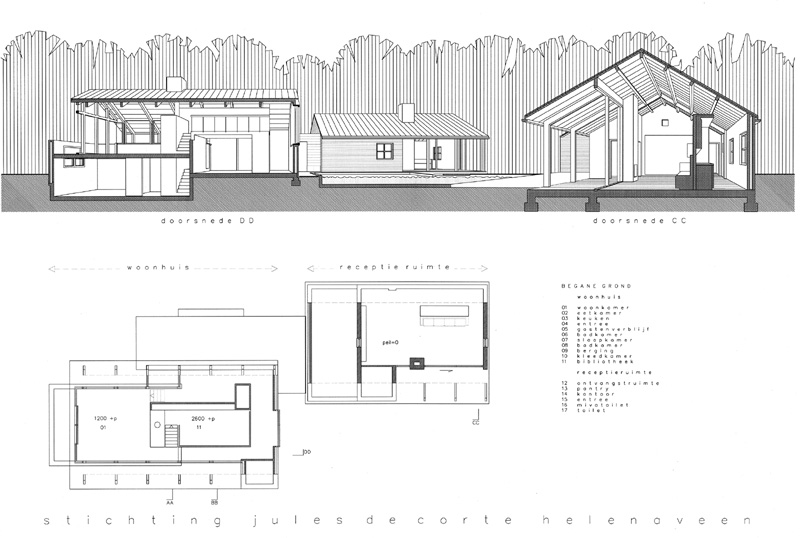 doorsnede DD
doorsnede CC
woonhuis
receptieruimte
BEGANE GROND
woonhuis
01 woonkamer
02 eetkamer
03 keuken
04 entree
05 gastenverblijf
06 badkamer
07 slaapkamer
08 badkamer
09 berging
10 kleedkamer
11 bibliotheek
receptieruimte
12 ontvangstruimte
13 pantry
14 kantoor
15 entree
16 mivatoilet
17 toilet
peil=0
1200 +p
01
2600 +p
11
CC
DD
AA
BB
stichting jules de corte helenaveen